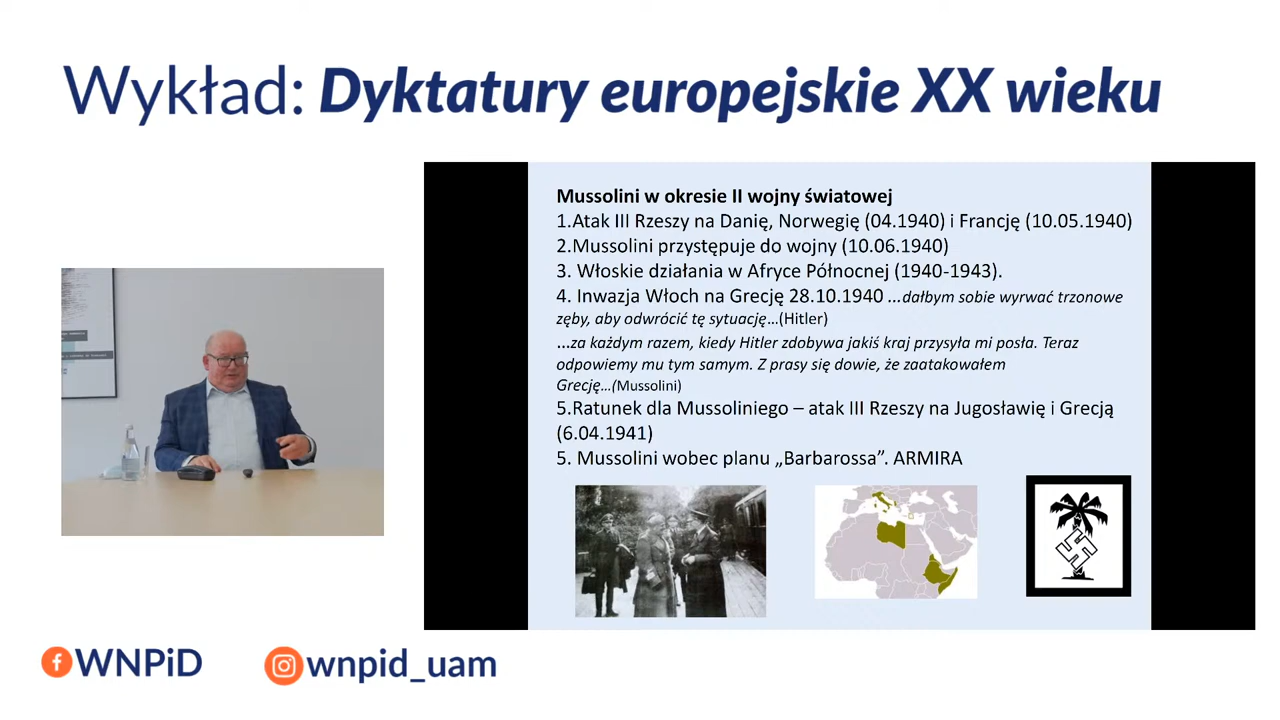 Wykład: Dyktatury europejskie XX wieku
Mussolini w okresie II wojny światowej
1.Atak III Rzeszy na Danię, Norwegię (04.1940) i Francję (10.05.1940)
2.Mussolini przystępuje do wojny (10.06.1940)
3. Włoskie działania w Afryce Północnej (1940-1943).
4. Inwazja Włoch na Grecję 28.10.1940 ...dałbym sobie wyrwać trzonowe
zęby, aby odwrócić tę sytuację...(Hitler)
...za każdym razem, kiedy Hitler zdobywa jakiś kraj przysyła mi posła. Teraz
odpowiemy mu tym samym. Z prasy się dowie, że zaatakowałem
Grecję...(Mussolini)
5.Ratunek dla Mussoliniego – atak III Rzeszy na Jugosławię i Grecją
(6.04.1941)
5. Mussolini wobec planu „Barbarossa”. ARMIRA
WNPiD
wnpid_uam